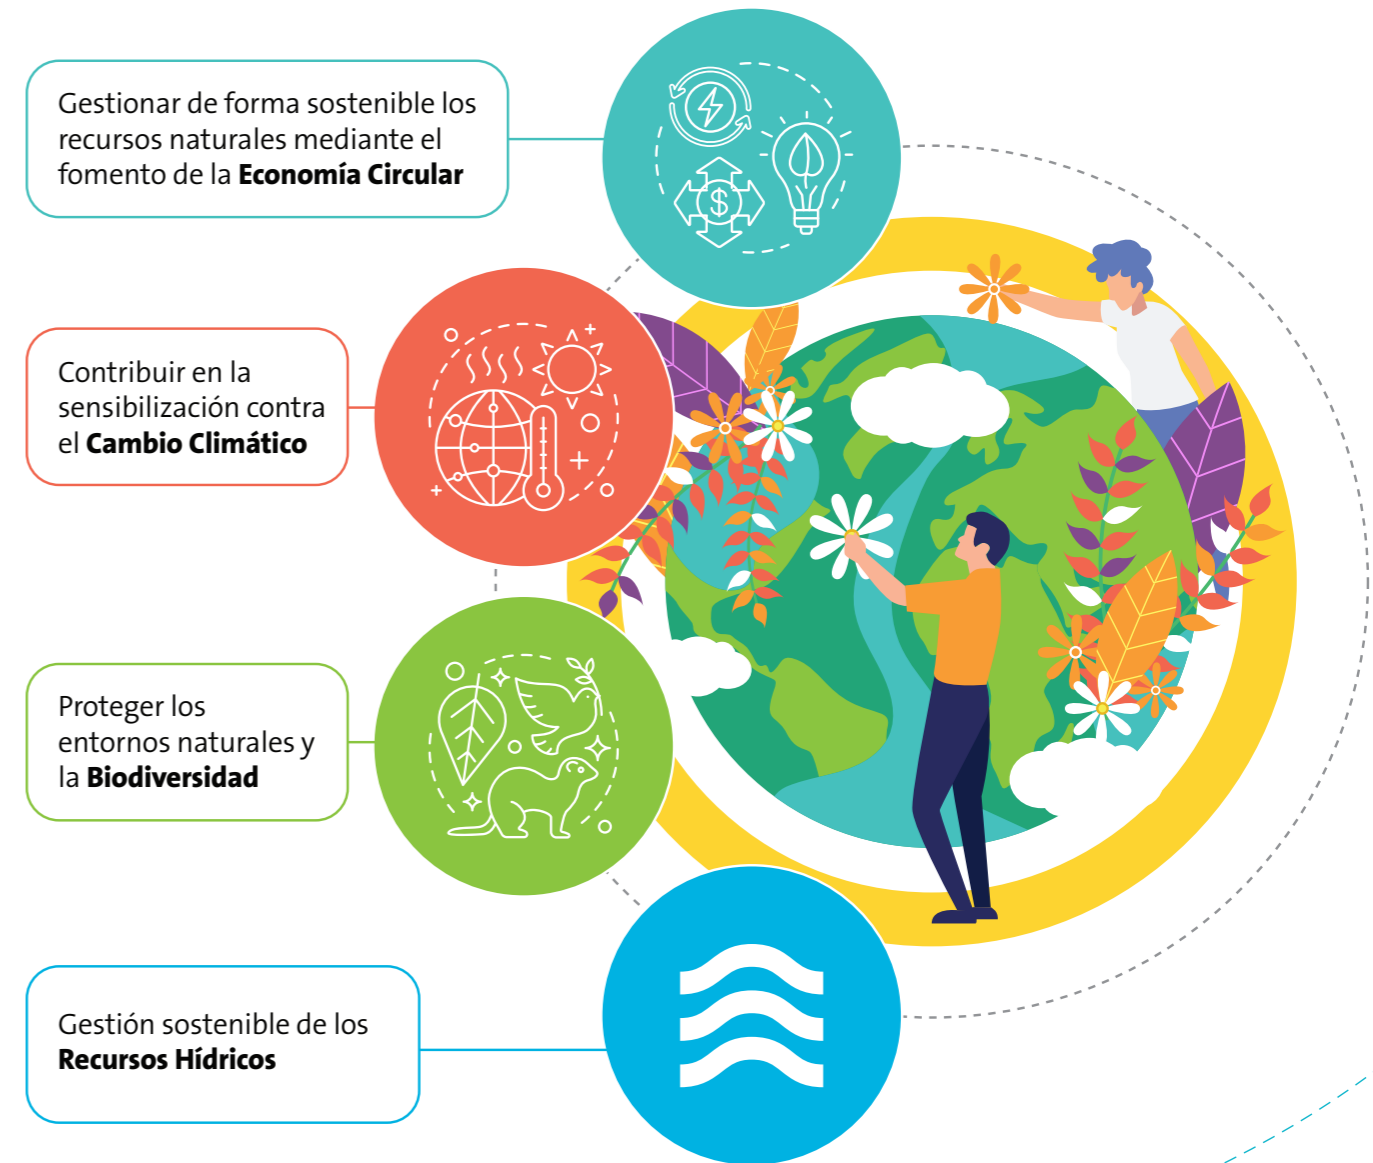 Gestionar de forma sostenible los
recursos naturales mediante el
fomento de la Economía Circular
$
Contribuir en la
sensibilización contra
el Cambio Climático
Proteger los
entornos naturales y
la Biodiversidad
Gestión sostenible de los
Recursos Hídricos